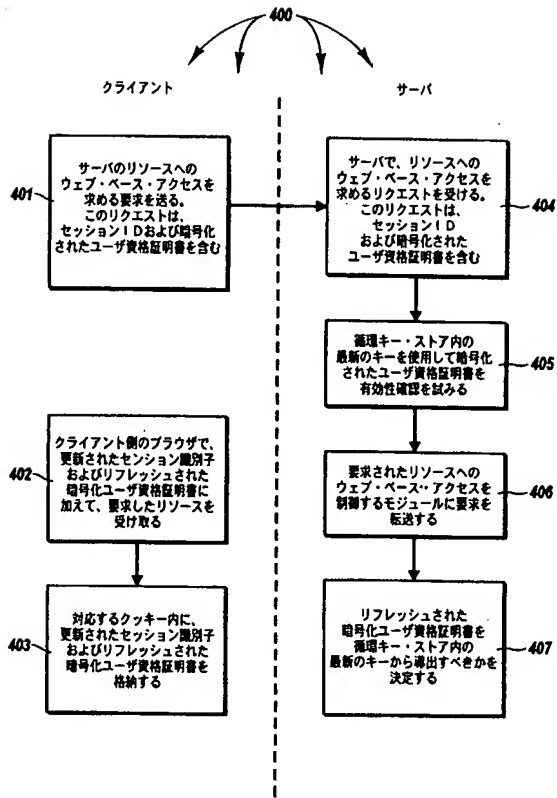 400
クライアント
サーバ
401
サーバのリソースへの
ウェブ・ベース・アクセスを
求める要求を送る。
このリクエストは、
セッションIDおよび暗号化
されたユーザ資格証明書を含む
サーバで、リソースへの
ウェブ・ベース・アクセスを
求めるリクエストを受ける。
このリクエストは、
セッションID
および暗号化された
ユーザ資格証明書を含む
404
循環キー・ストア内の
最新のキーを使用して暗号化
されたユーザ資格証明書を
有効性確認を試みる
405
402
クライアント側のブラウザで、
更新されたセンション識別子
およびリフレッシュされた
暗号化ユーザ資格証明書に
加えて、要求したリソースを
受け取る
要求されたリソースへの
ウェブ・ベース・アクセスを
制御するモジュールに要求を
転送する
406
403
対応するクッキー内に、
更新されたセッション識別子
およびリフレッシュされた
暗号化ユーザ資格証明書を
格納する
リフレッシュされた
暗号化ユーザ資格証明書を
循環キー・ストア内の
最新のキーから導出すべきかを
決定する
407